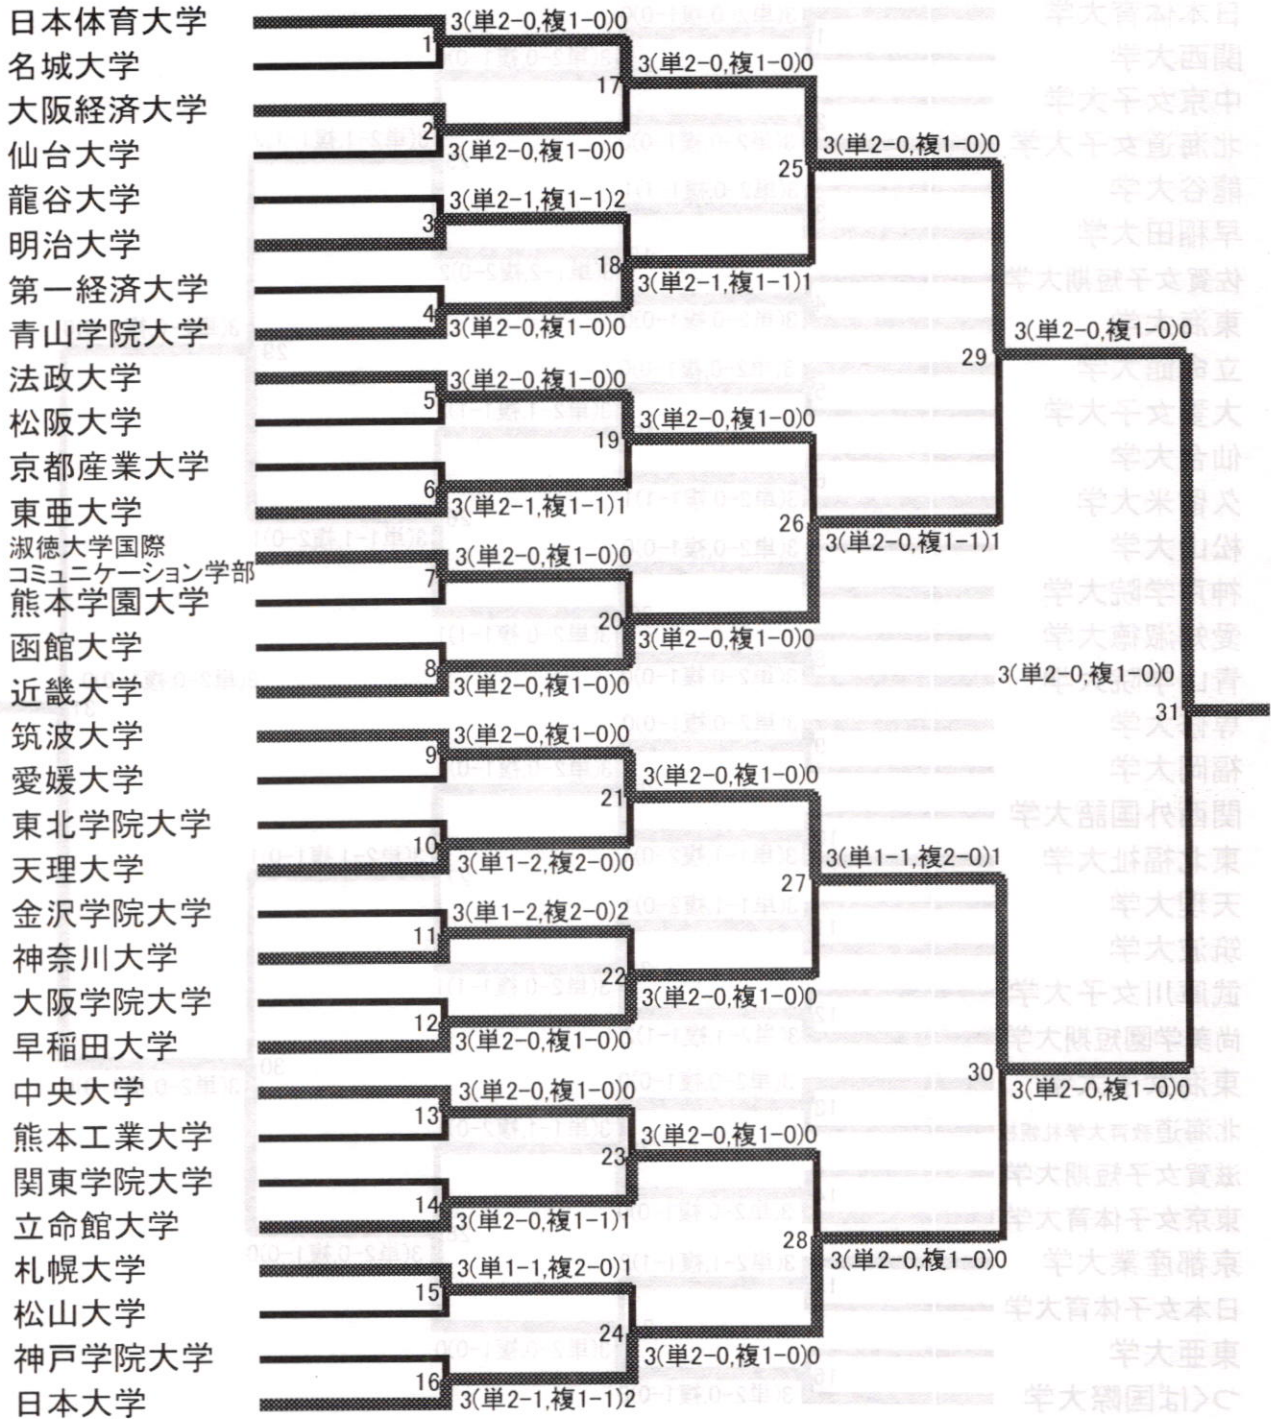 日本体育大学
3(単2-0,複1-0)0
1
名城大学
3(単2-0,複1-0)0
17
大阪経済大学
2
仙台大学
3(単2-0,複1-0)0
3(単2-0,複1-0)0
25
龍谷大学
3(単2-1,複1-1)2
3
明治大学
18
3(単2-1,複1-1)1
第一経済大学
4
青山学院大学
3(単2-0,複1-0)0
3(単2-0,複1-0)0
29
法政大学
3(単2-0,複1-0)0
5
松阪大学
3(単2-0,複1-0)0
19
京都産業大学
6
東亜大学
3(単2-1,複1-1)1
26
3(単2-0,複1-1)1
淑徳大学国際
コミュニケーション学部
3(単2-0,複1-0)0
7
熊本学園大学
20
3(単2-0,複1-0)0
函館大学
8
近畿大学
3(単2-0,複1-0)0
3(単2-0,複1-0)0
31
筑波大学
3(単2-0,複1-0)0
9
愛媛大学
3(単2-0,複1-0)0
21
東北学院大学
10
天理大学
3(単1-2,複2-0)0
3(単1-1,複2-0)1
27
金沢学院大学
3(単1-2,複2-0)2
11
神奈川大学
22
3(単2-0,複1-0)0
大阪学院大学
12
早稲田大学
3(単2-0,複1-0)0
30
3(単2-0,複1-0)0
中央大学
3(単2-0,複1-0)0
13
熊本工業大学
3(単2-0,複1-0)0
23
関東学院大学
14
立命館大学
3(単2-0,複1-1)1
28
3(単2-0,複1-0)0
札幌大学
3(単1-1,複2-0)1
15
松山大学
24
3(単2-0,複1-0)0
神戸学院大学
16
日本大学
3(単2-1,複1-1)2